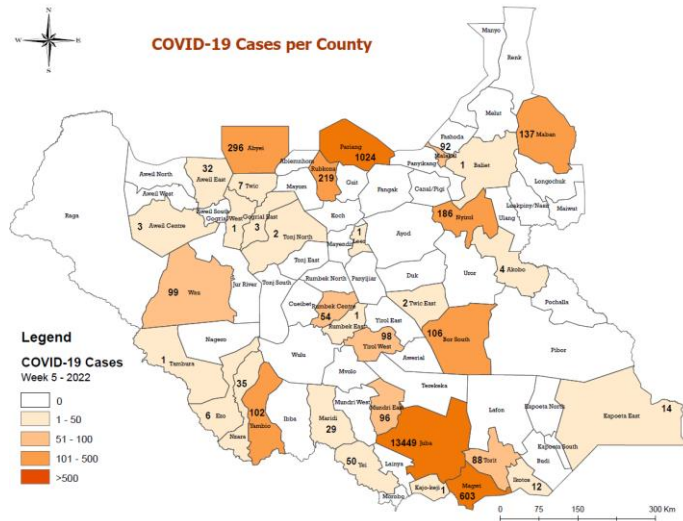 COVID-19 Cases per County
Manyo
Renk
Melut
Fashoda
92
Malakal
137 Maban
296 Abyei
Pariang
1024
Abiemnhom
Rubkona
219
Guit
Panyikang
1
Baliet
Longochuk
32
Aweil East
Aweil North
Aweil West
7 Twic
Mayom
Pangak
Canal/Pigi
Luakpiny/Nasir
Maiwut
Raga
Aweil South
Gogrial West
1
Gogrial East
3
3 Aweil Centre
2
Tonj North
Koch
Mayendit
1
Leer
Ayod
186 Nyirol
Ulang
99 Wau
Jur River
Tonj East
Tonj South
Rumbek North
Panyijiar
Duk
Uror
4 Akobo
Pochalla
Cueibet
Rumbek Centre
54
1
Rumbek East
Yirol East
2
Twic East
98
Yirol West
Awerial
106
Bor South
Pibor
Nagero
Wulu
Mvolo
1 Tambura
35
6 Ezo
Nzara
102
Yambio
Ibba
Maridi
29
Mundri West
Mundri East
96
Terekeka
Lafon
Kapoeta North
Kapoeta East
14
Kapoeta South
Budi
13449 Juba
50 Yei
Lainya
Morobo
Kajo-keji 1
Magwi
603
88 Torit
Ikotos
12
Legend
COVID-19 Cases
Week 5 - 2022
0
1 - 50
51 - 100
101 - 500
>500
0 75 150 300 Km